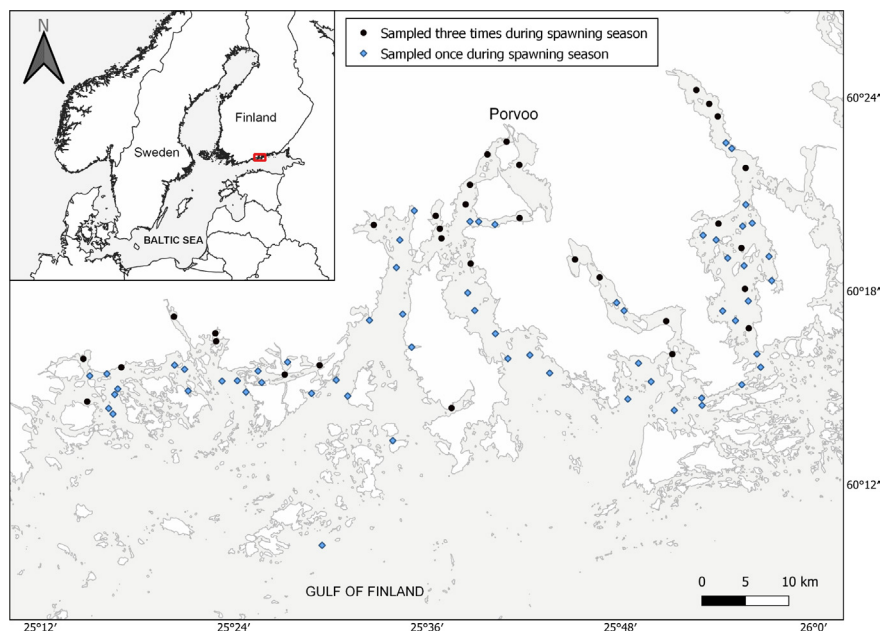 N
Finland
Sweden
BALTIC SEA
Sampled three times during spawning season
Sampled once during spawning season
Porvoo
60°24′
60°18′
60°12′
GULF OF FINLAND
0 5 10 km
25°12′ 25°24′ 25°36′ 25°48′ 26°0′